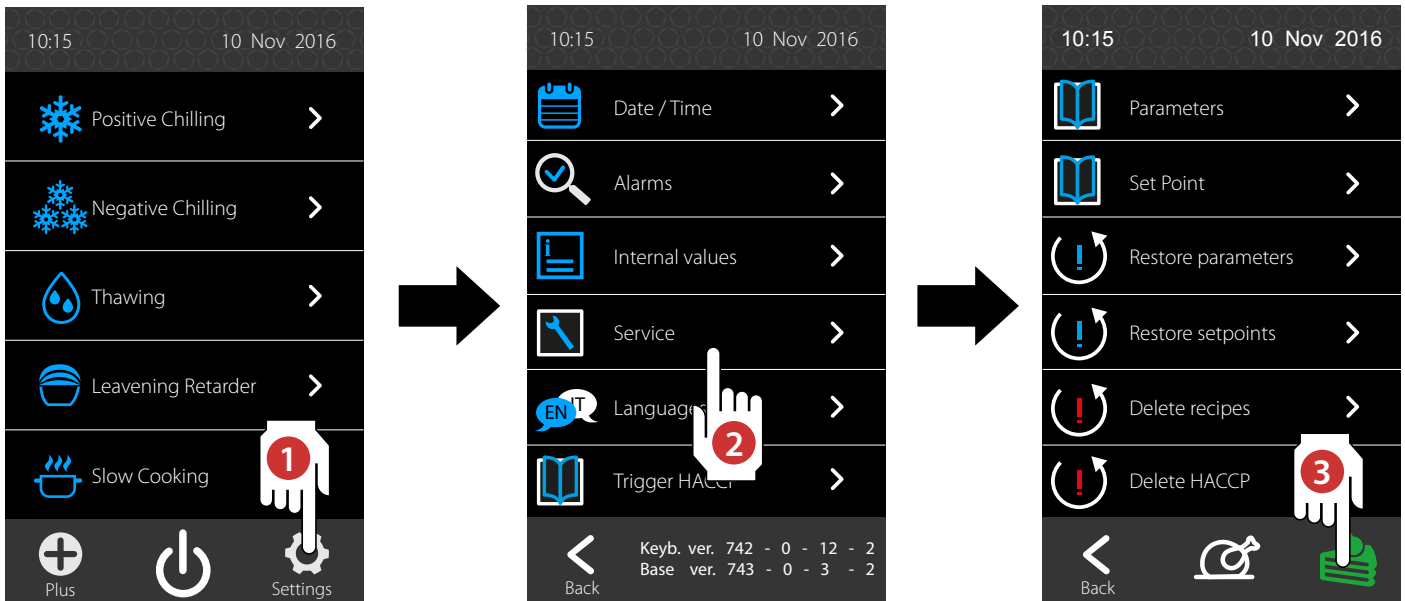 10:15 10 Nov 2016
Positive Chilling
Negative Chilling
Thawing
Leavening Retarder
Slow Cooking
1
Plus
Settings
10:15 10 Nov 2016
Date / Time
Alarms
Internal values
Service
EN IT Languages
2
Trigger HACCP
Keyb. ver. 742 - 0 - 12 - 2
Base ver. 743 - 0 - 3 - 2
Back
10:15 10 Nov 2016
Parameters
Set Point
Restore parameters
Restore setpoints
Delete recipes
Delete HACCP
3
Back